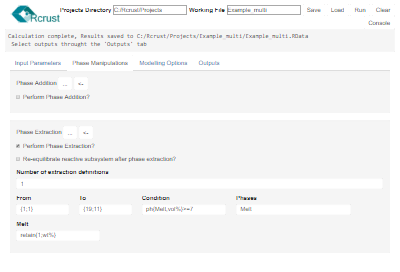 Rcrust
Projects Directory C:/Rcrust/Projects Working File Example_multi Save Load Run Clear
Console
Calculation complete, Results saved to C:/Rcrust/Projects/Example_multi/Example_multi.RData
Select outputs throught the 'Outputs' tab
Input Parameters Phase Manipulations Modelling Options Outputs
Phase Addition ... <-
Perform Phase Addition?
Phase Extraction ... <-
Perform Phase Extraction?
Re-equilibrate reactive subsystem after phase extraction?
Number of extraction definitions
1
From To Condition Phases
{1;1} {19;11} ph{Melt;vol%}>=7 Melt
Melt
retain{1;wt%}